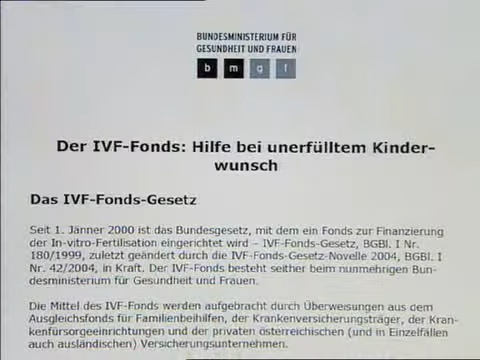 BUNDESMINISTERIUM FÜR
GESUNDHEIT UND FRAUEN
b m g f
Der IVF-Fonds: Hilfe bei unerfülltem Kinder-
wunsch
Das IVF-Fonds-Gesetz
Seit 1. Jänner 2000 ist das Bundesgesetz, mit dem ein Fonds zur Finanzierung
der In-vitro-Fertilisation eingerichtet wird – IVF-Fonds-Gesetz, BGBl. I Nr.
180/1999, zuletzt geändert durch die IVF-Fonds-Gesetz-Novelle 2004, BGBl. I
Nr. 42/2004, in Kraft. Der IVF-Fonds besteht seither beim nunmehrigen Bun-
desministerium für Gesundheit und Frauen.
Die Mittel des IVF-Fonds werden aufgebracht durch Überweisungen aus dem
Ausgleichsfonds für Familienbeihilfen, der Krankenversicherungsträger, der Kran-
kenfürsorgeeinrichtungen und der privaten österreichischen (und in Einzelfällen
auch ausländischen) Versicherungsunternehmen.